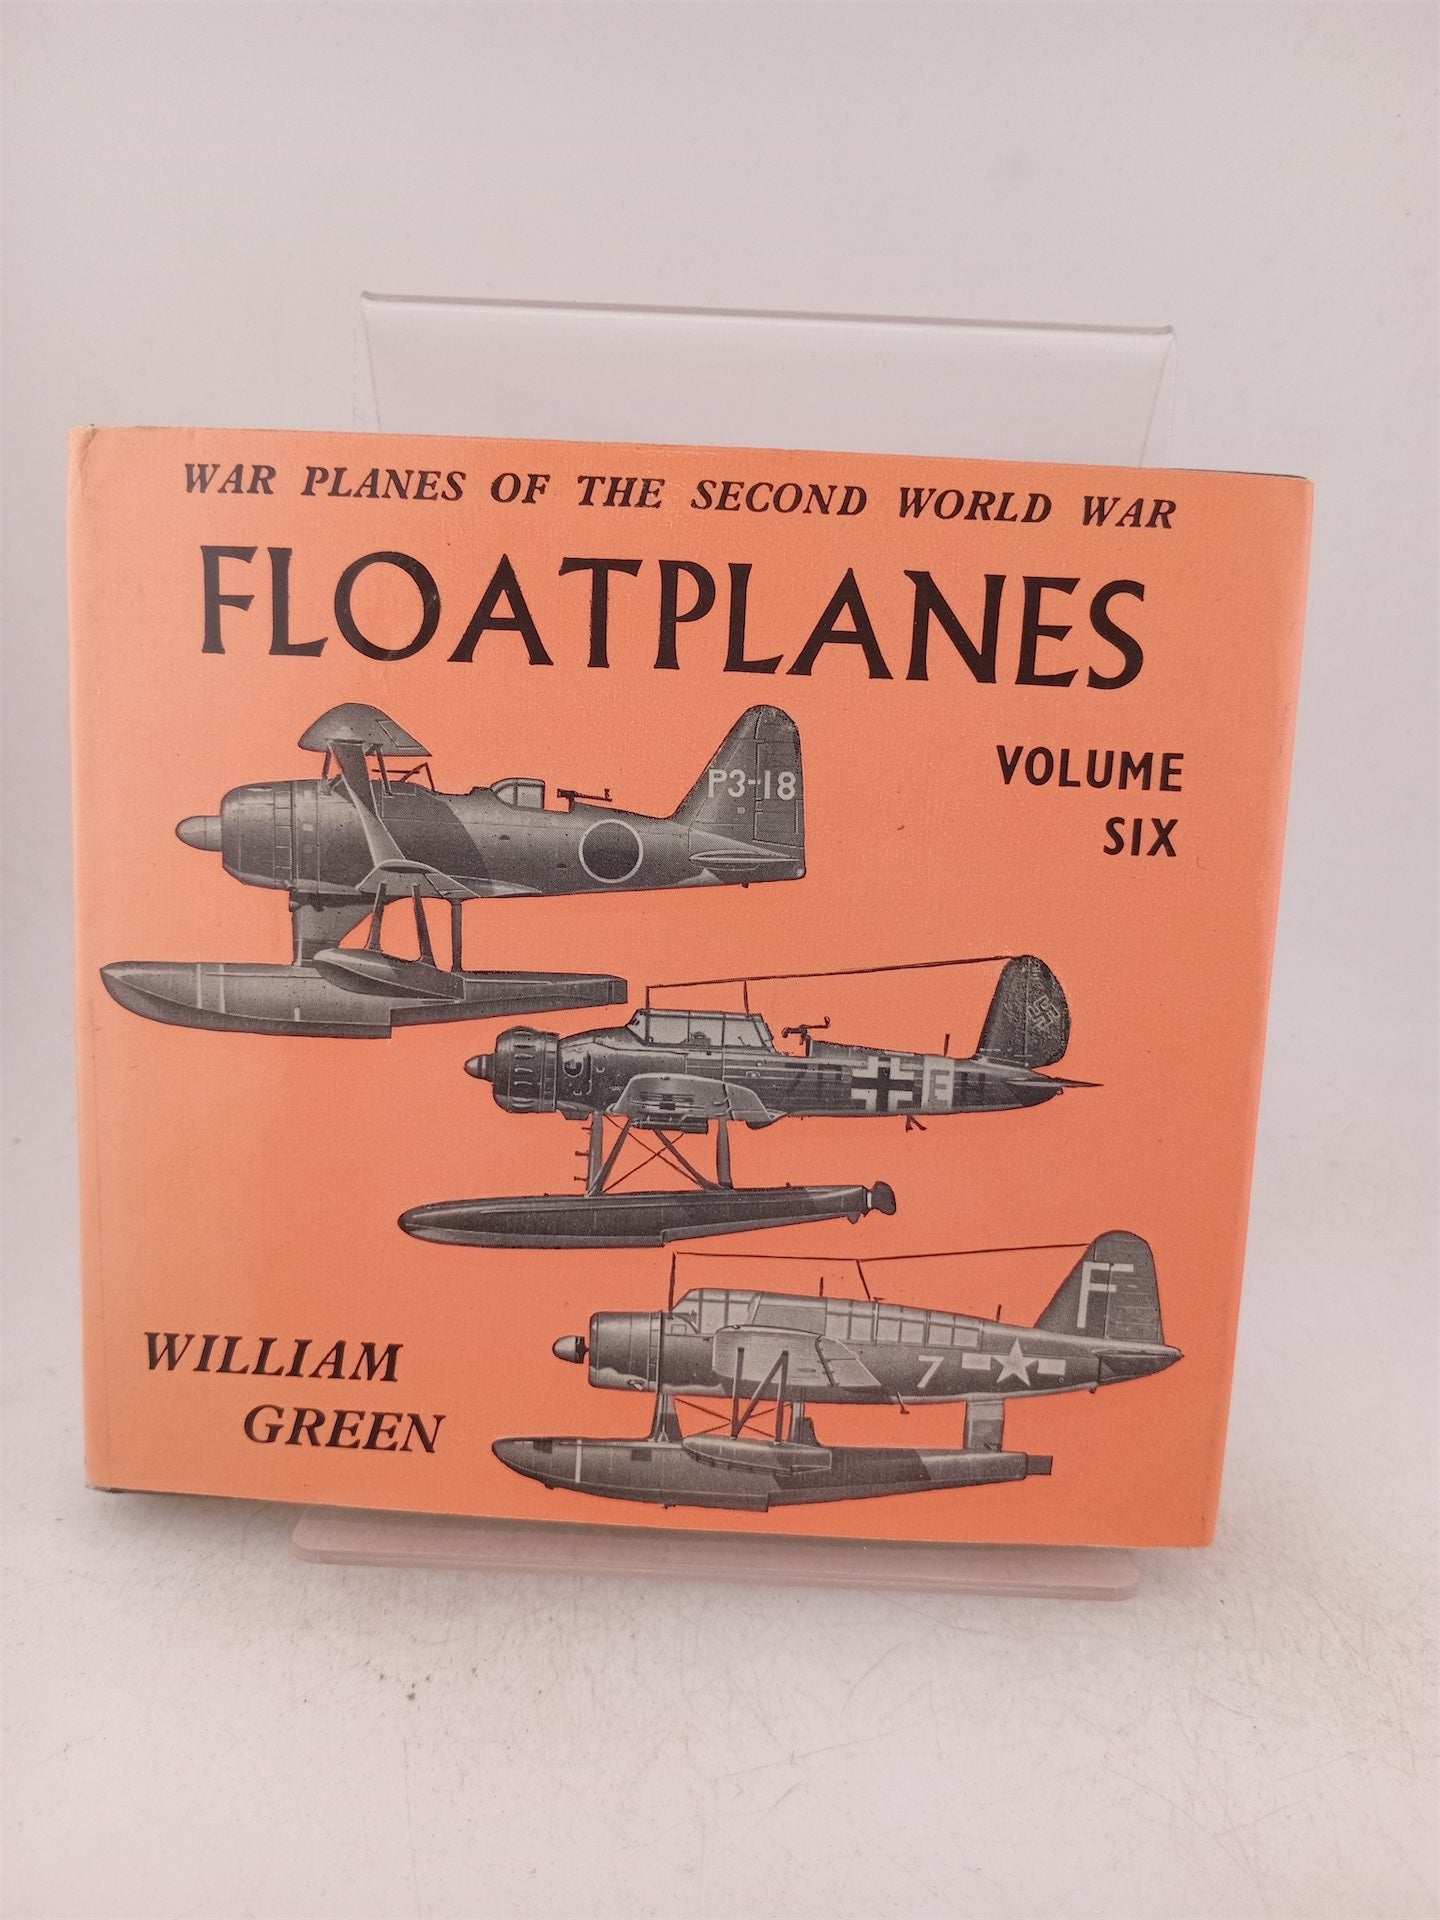 WAR PLANES OF THE SECOND WORLD WAR
FLOATPLANES
VOLUME
SIX
P3-18
E
F
7
WILLIAM
GREEN